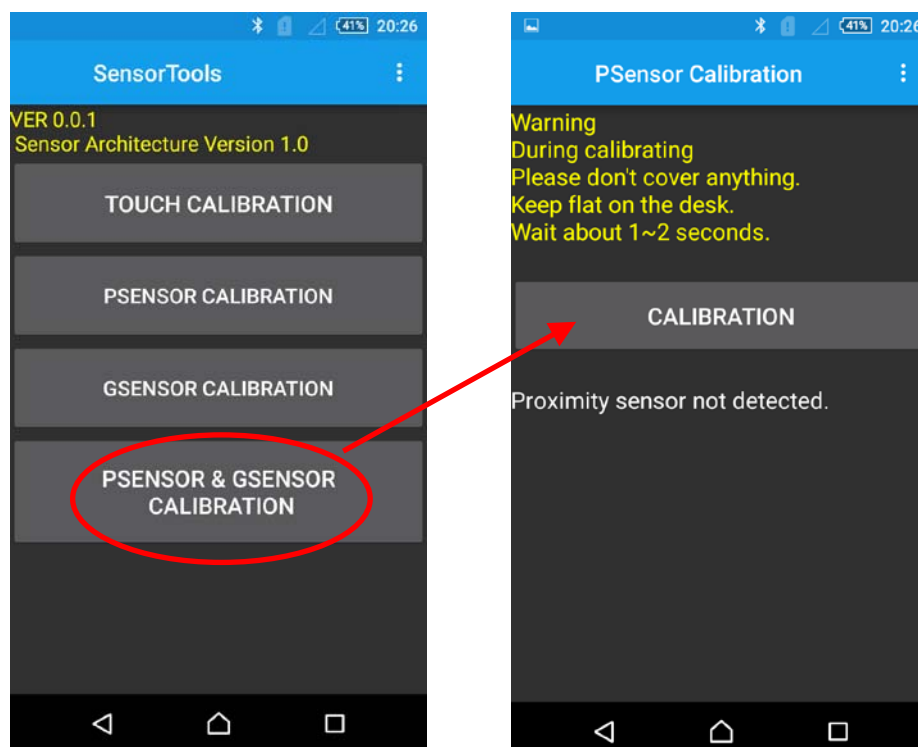 41% 20:26
SensorTools
VER 0.0.1
Sensor Architecture Version 1.0
TOUCH CALIBRATION
PSENSOR CALIBRATION
GSENSOR CALIBRATION
PSENSOR & GSENSOR
CALIBRATION
41% 20:26
PSensor Calibration
Warning
During calibrating
Please don't cover anything.
Keep flat on the desk.
Wait about 1~2 seconds.
CALIBRATION
Proximity sensor not detected.